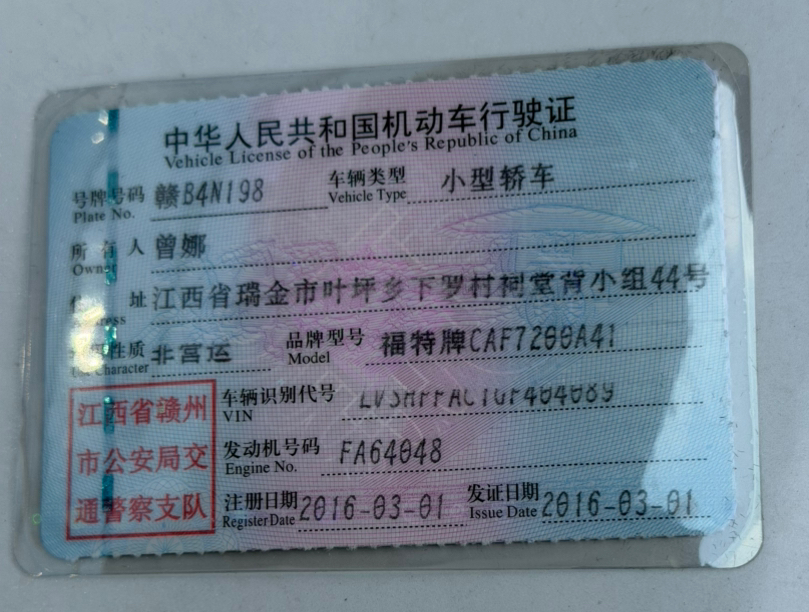 中华人民共和国机动车行驶证
Vehicle License of the People's Republic of China
号牌号码 赣B4N198 车辆类型 小型轿车
Plate No. Vehicle Type
所有人 曾娜
Owner
址 江西省瑞金市叶坪乡下罗村祠堂背小组44号
性质 非营运 品牌型号 福特牌CAF7200A41
Character Model
江西省赣州
市公安局交
通警察支队
车辆识别代号
VIN
发动机号码 FA64048
Engine No.
注册日期 2016-03-01 发证日期 2016-03-01
Register Date Issue Date